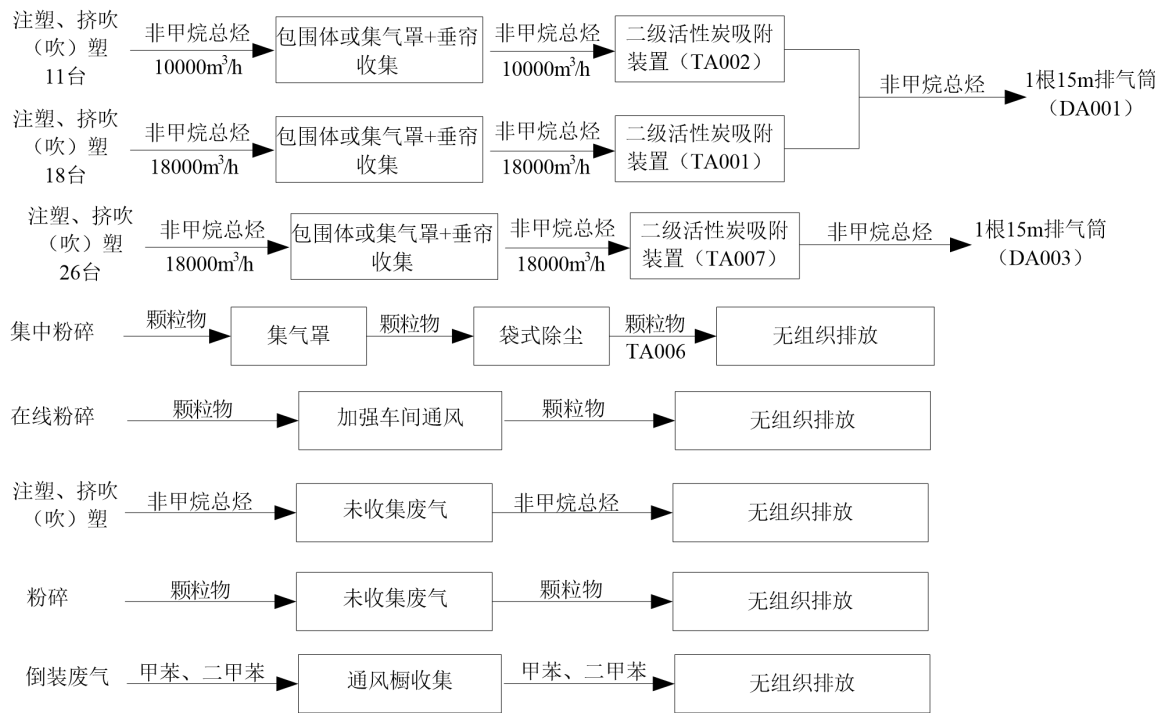 注塑、挤吹
（吹）塑
11台
非甲烷总烃
10000m³/h
包围体或集气罩+垂帘
收集
非甲烷总烃
10000m³/h
二级活性炭吸附
装置（TA002）
注塑、挤吹
（吹）塑
18台
非甲烷总烃
18000m³/h
包围体或集气罩+垂帘
收集
非甲烷总烃
18000m³/h
二级活性炭吸附
装置（TA001）
非甲烷总烃
1根15m排气筒
（DA001）
注塑、挤吹
（吹）塑
26台
非甲烷总烃
18000m³/h
包围体或集气罩+垂帘
收集
非甲烷总烃
18000m³/h
二级活性炭吸附
装置（TA007）
非甲烷总烃
1根15m排气筒
（DA003）
集中粉碎
颗粒物
集气罩
颗粒物
袋式除尘
颗粒物
TA006
无组织排放
在线粉碎
颗粒物
加强车间通风
颗粒物
无组织排放
注塑、挤吹
（吹）塑
非甲烷总烃
未收集废气
非甲烷总烃
无组织排放
粉碎
颗粒物
未收集废气
颗粒物
无组织排放
倒装废气
甲苯、二甲苯
通风橱收集
甲苯、二甲苯
无组织排放